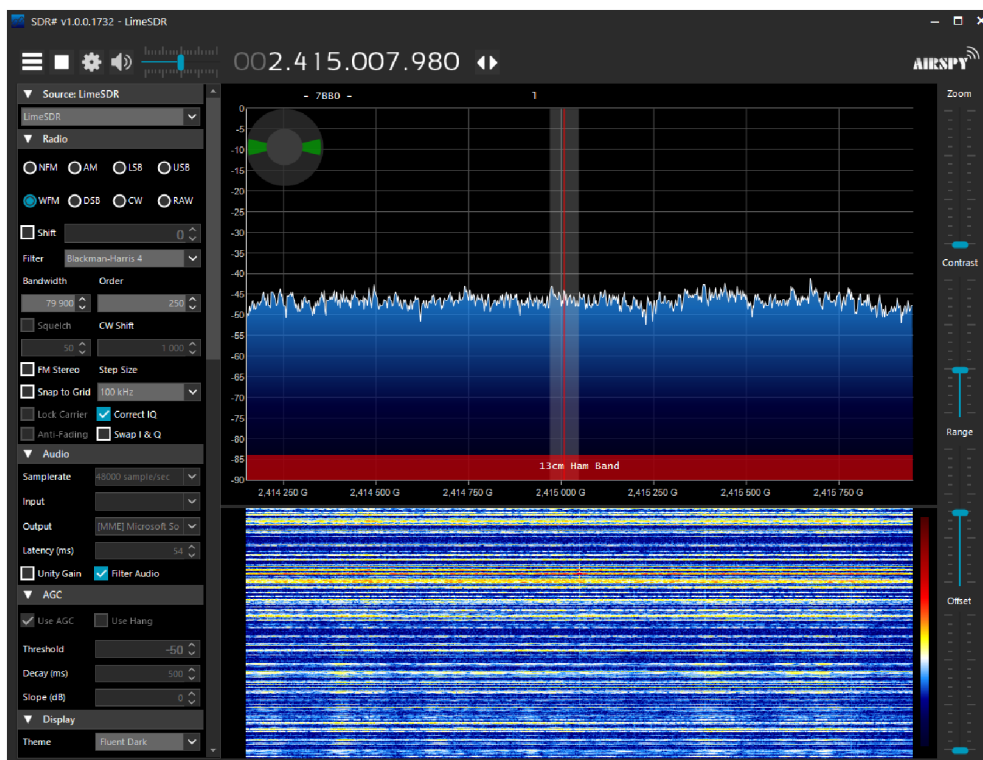 SDR# v1.0.0.1732 - LimeSDR
002.415.007.980
AIRSPY
Source: LimeSDR
LimeSDR
Radio
NFM AM LSB USB
WFM DSB CW RAW
Shift 0
Filter Blackman-Harris 4
Bandwidth Order
79 900 250
Squelch CW Shift
50 1 000
FM Stereo Step Size
Snap to Grid 100 kHz
Lock Carrier Correct IQ
Anti-Fading Swap I & Q
Audio
Samplerate 48000 sample/sec
Input
Output [MME] Microsoft So
Latency (ms) 54
Unity Gain Filter Audio
AGC
Use AGC Use Hang
Threshold -50
Decay (ms) 500
Slope (dB) 0
Display
Theme Fluent Dark
- 7BB0 - 1
0
-5
-10
-15
-20
-25
-30
-35
-40
-45
-50
-55
-60
-65
-70
-75
-80
-85
-90
13cm Ham Band
2,414 250 G 2,414 500 G 2,414 750 G 2,415 000 G 2,415 250 G 2,415 500 G 2,415 750 G
Zoom
Contrast
Range
Offset